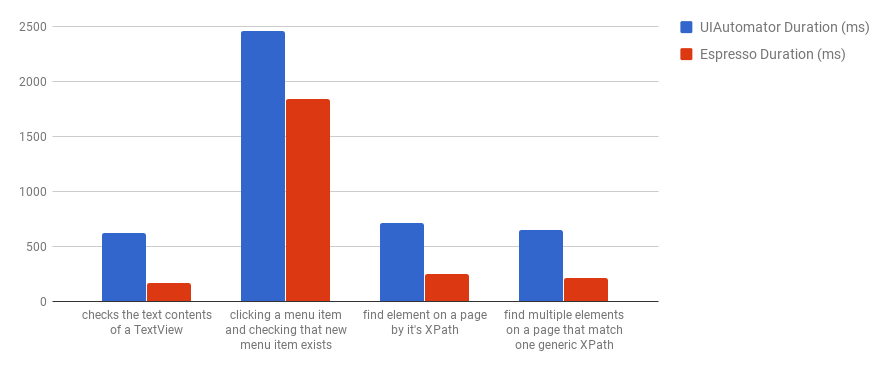 2500
2000
1500
1000
500
0
checks the text contents
of a TextView
clicking a menu item
and checking that new
menu item exists
find element on a page
by it's XPath
find multiple elements
on a page that match
one generic XPath
UIAutomator Duration (ms)
Espresso Duration (ms)